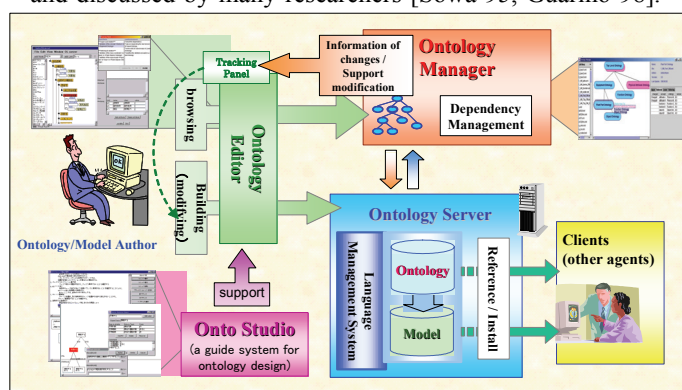 and discussed by many researchers [Sowa 95; Guarino 98].
Tracking
Panel
Information of
changes /
Support
modification
Ontology
Manager
Dependency
Management
browsing
Ontology
Editor
Building
(modifying)
Ontology/Model Author
Ontology Server
Language
Management System
Ontology
Model
Reference / Install
Clients
(other agents)
support
Onto Studio
(a guide system for
ontology design)